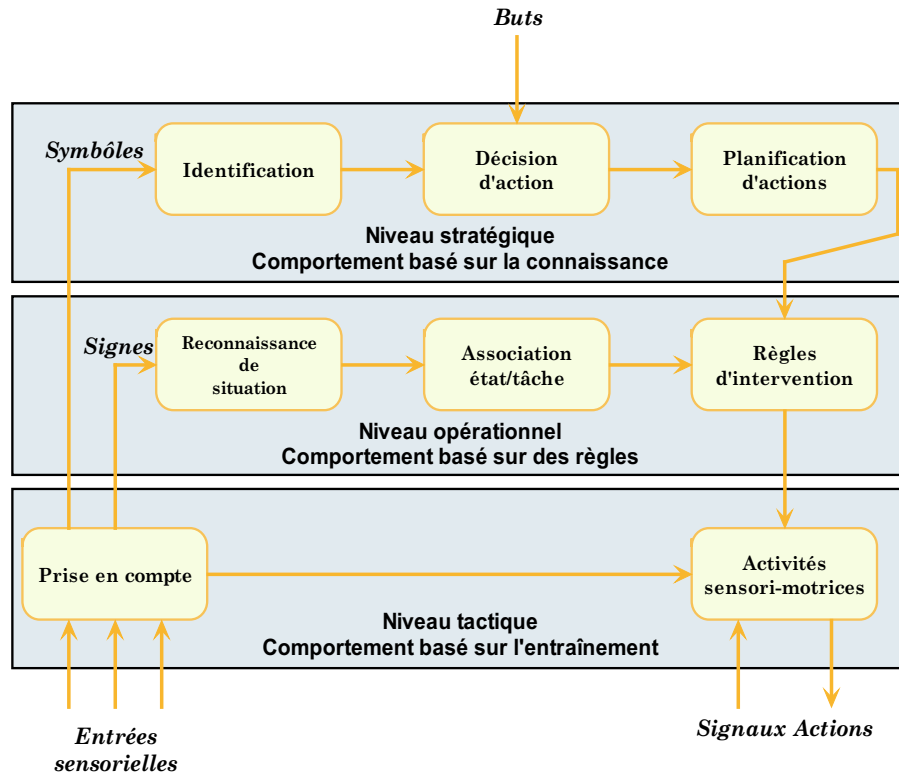 Buts
Symbôles
Identification
Décision
d'action
Planification
d'actions
Niveau stratégique
Comportement basé sur la connaissance
Signes
Reconnaissance
de
situation
Association
état/tâche
Règles
d'intervention
Niveau opérationnel
Comportement basé sur des règles
Prise en compte
Activités
sensori-motrices
Niveau tactique
Comportement basé sur l'entraînement
Entrées
sensorielles
Signaux Actions